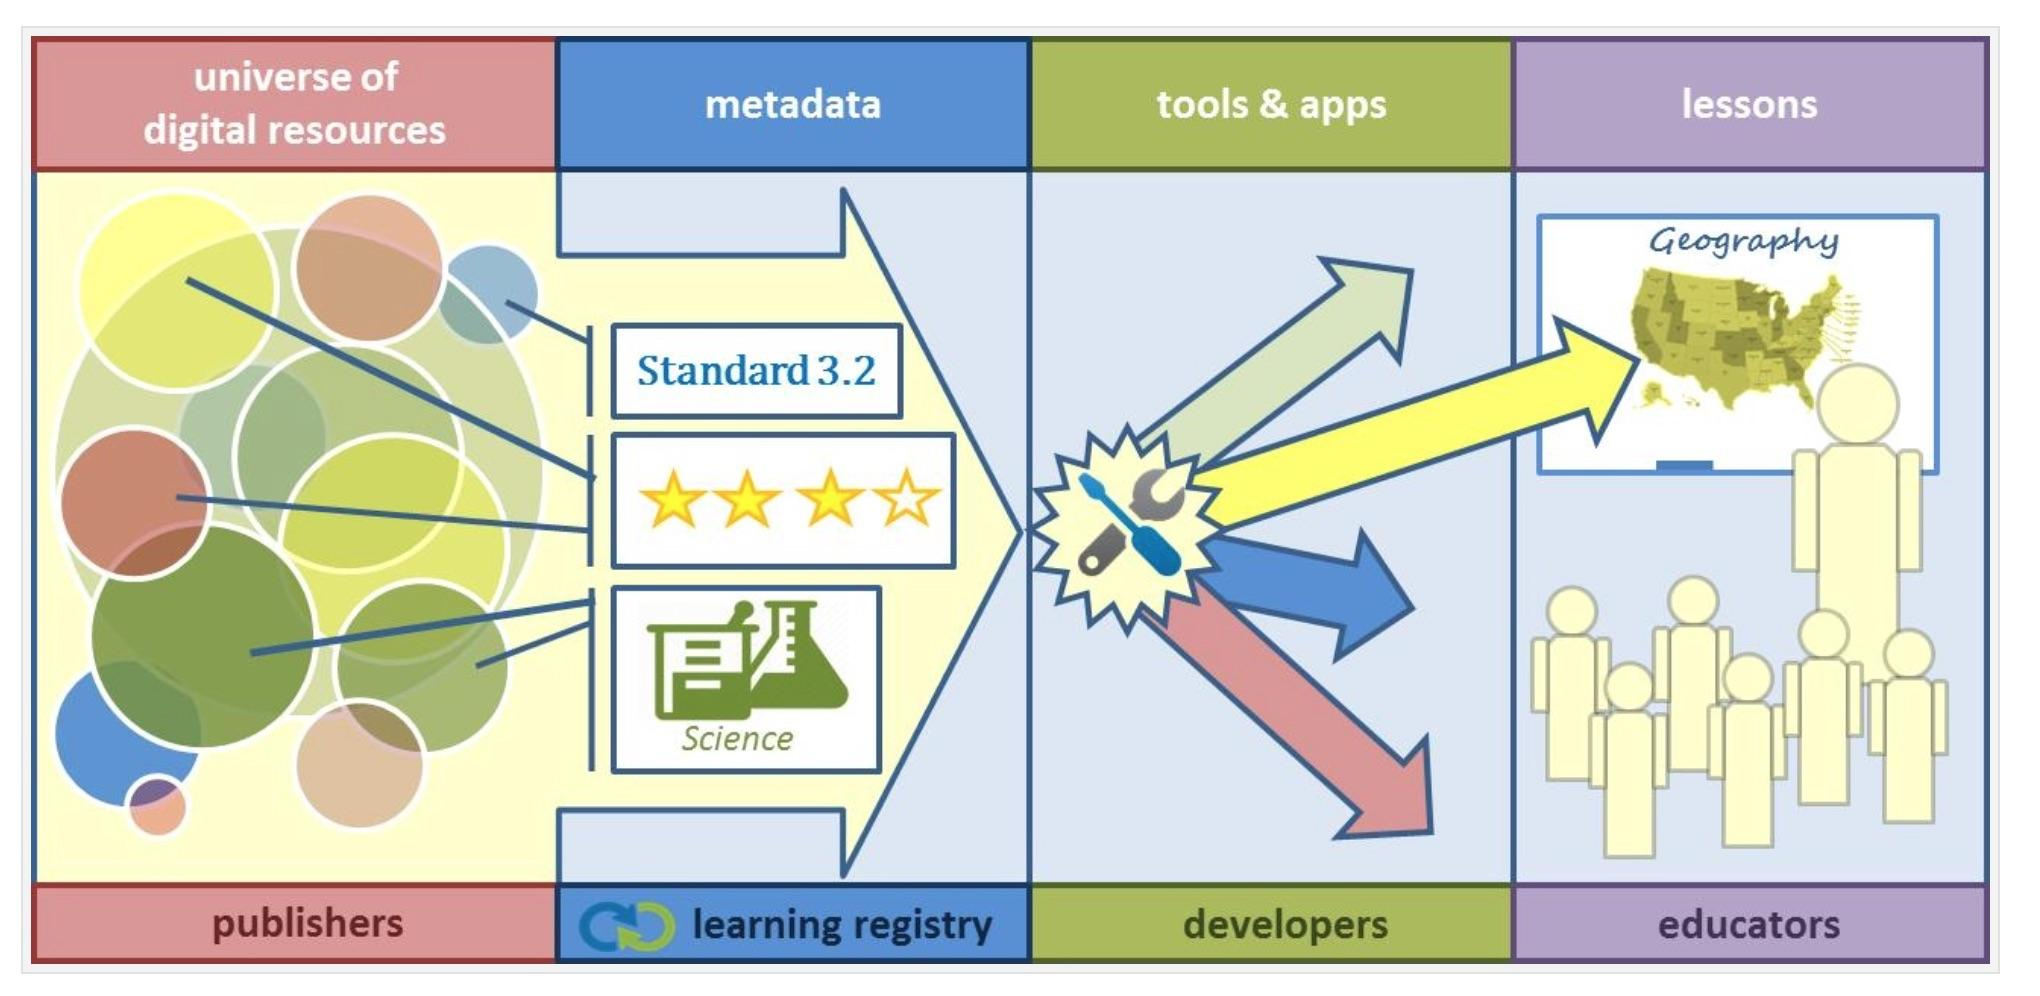 universe of
digital resources
metadata
tools & apps
lessons
Standard 3.2
Science
Geography
publishers
learning registry
developers
educators